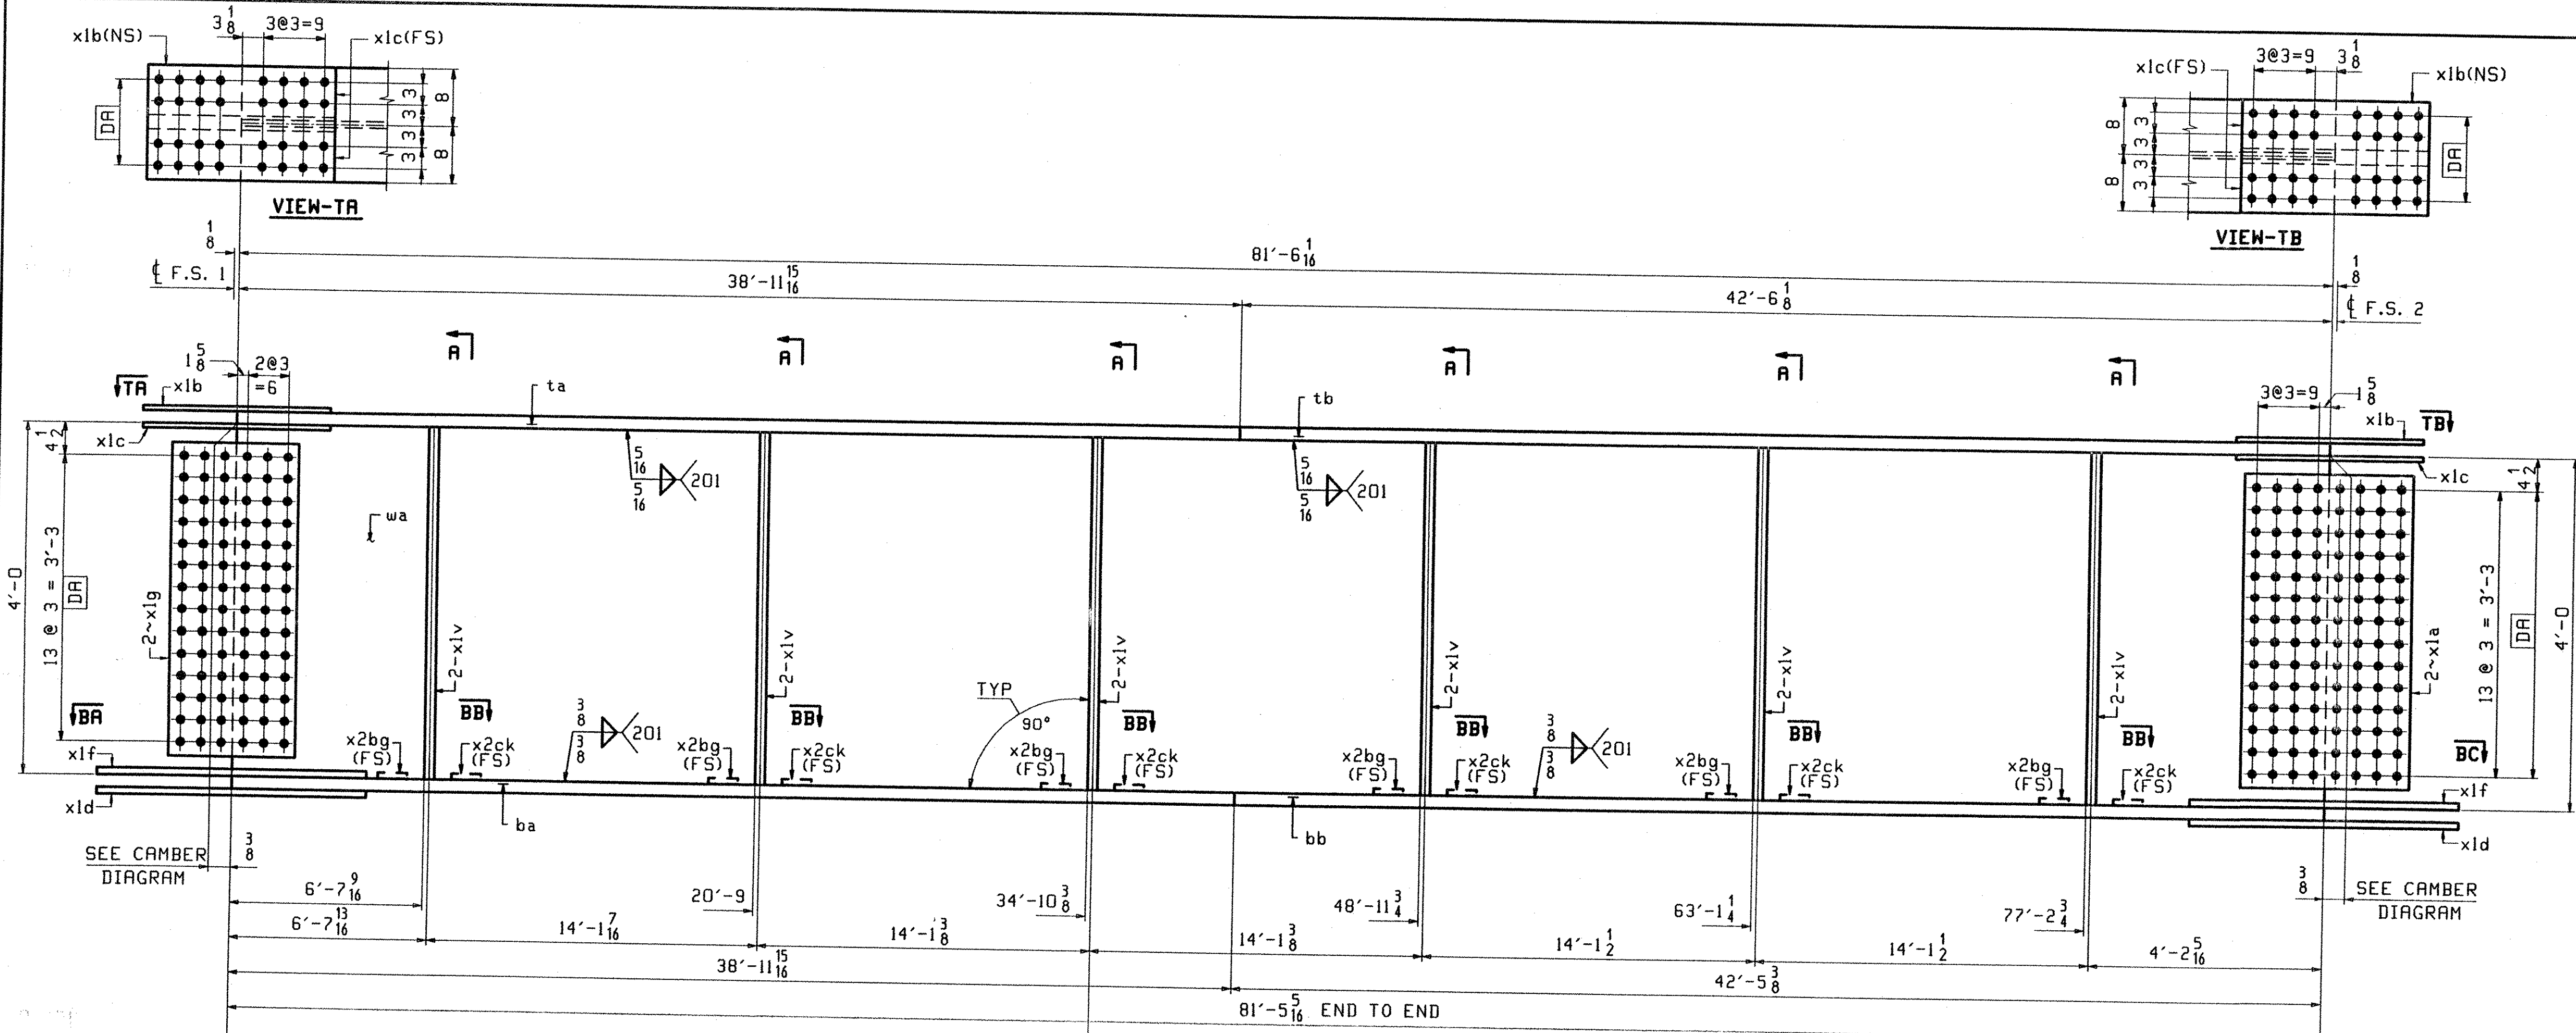 x1b(NS)
3 1/8
3@3=9
x1c(FS)
DA
3
3
3
3
8
8
VIEW-TA
x1c(FS)
3@3=9
3 1/8
x1b(NS)
8
8
3
3
3
3
DA
VIEW-TB
1/8
℄ F.S. 1
81'-6 1/16
38'-11 15/16
42'-6 1/8
1/8
℄ F.S. 2
A
A
A
A
A
A
1 5/8
2@3
=6
TA
x1b
ta
tb
3@3=9
1 5/8
x1b
TB
4 1/2
x1c
5/16
5/16
201
5/16
5/16
201
4 1/2
x1c
wa
4'-0
13 @ 3 = 3'-3
DA
2~x1g
2-x1v
2-x1v
2-x1v
2-x1v
2-x1v
2-x1v
2~x1a
13 @ 3 = 3'-3
DA
4'-0
TYP
90°
BA
BB
BB
BB
BB
BB
BB
BC
3/8
3/8
201
3/8
3/8
201
x1f
x2bg
(FS)
x2ck
(FS)
x2bg
(FS)
x2ck
(FS)
x2bg
(FS)
x2ck
(FS)
x2bg
(FS)
x2ck
(FS)
x2bg
(FS)
x2ck
(FS)
x2bg
(FS)
x2ck
(FS)
x1f
x1d
ba
bb
x1d
SEE CAMBER
DIAGRAM
3/8
3/8
SEE CAMBER
DIAGRAM
6'-7 9/16
20'-9
34'-10 3/8
48'-11 3/4
63'-1 1/4
77'-2 3/4
6'-7 13/16
14'-1 7/16
14'-1 3/8
14'-1 3/8
14'-1 1/2
14'-1 1/2
4'-2 5/16
38'-11 15/16
42'-5 3/8
81'-5 5/16 END TO END